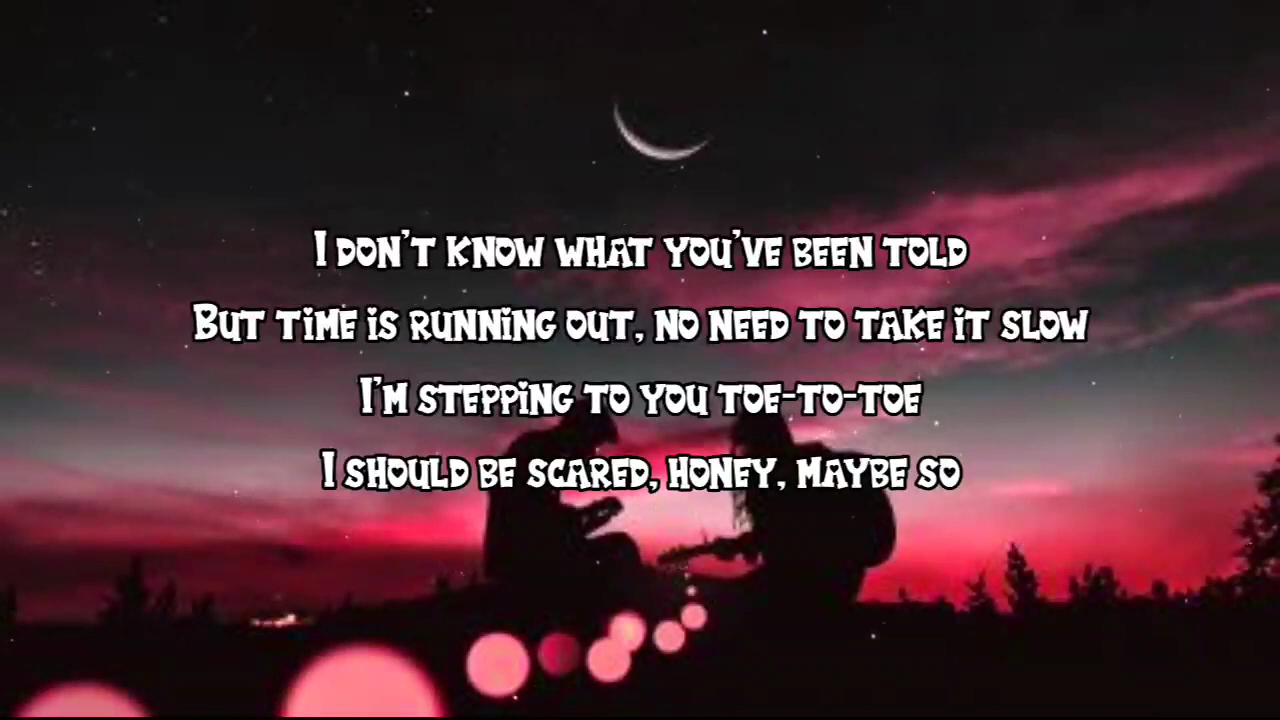 I don't know what you've been told
But time is running out, no need to take it slow
I'm stepping to you toe-to-toe
I should be scared, honey, maybe so